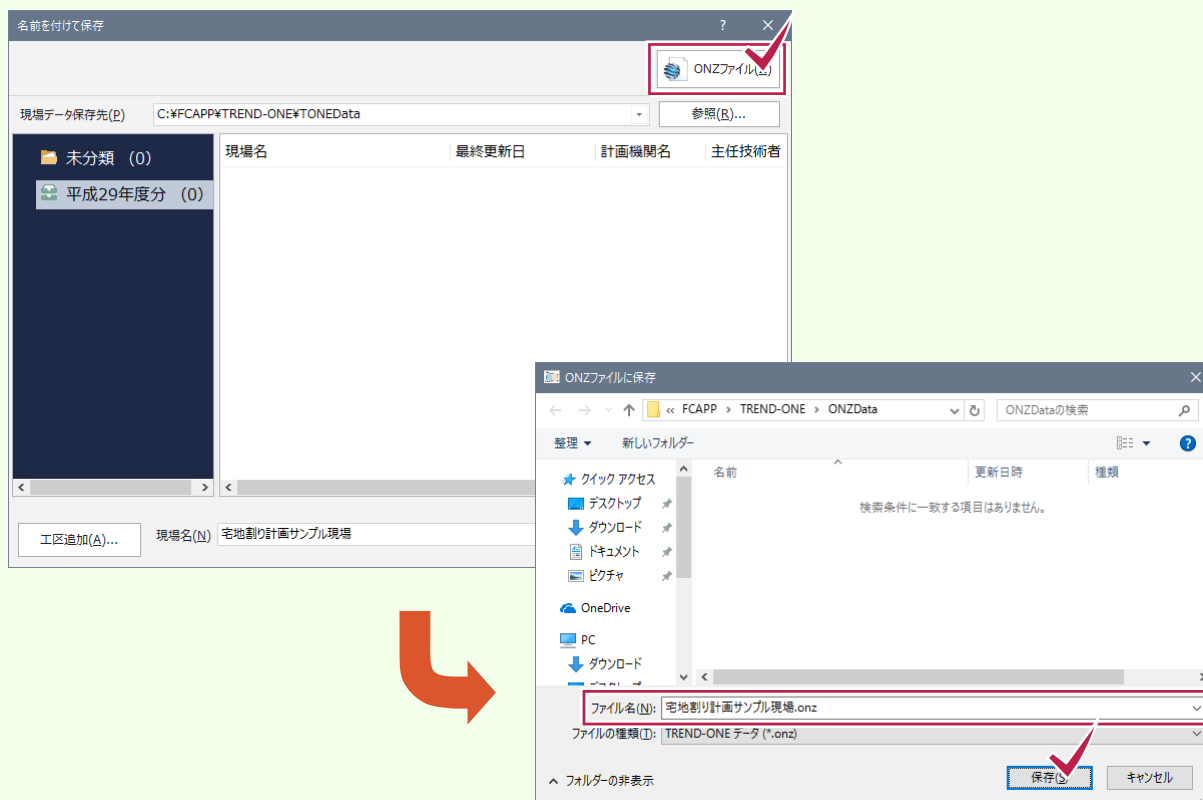 名前を付けて保存
ONZファイル
現場データ保存先(P)
C:¥FCAPP¥TREND-ONE¥TONEData
参照(R)...
未分類 (0)
平成29年度分 (0)
現場名 最終更新日 計画機関名 主任技術者
工区追加(A)...
現場名(N)
宅地割り計画サンプル現場
ONZファイルに保存
« FCAPP › TREND-ONE › ONZData
ONZDataの検索
整理 新しいフォルダー
名前 更新日時 種類
検索条件に一致する項目はありません。
クイック アクセス
デスクトップ
ダウンロード
ドキュメント
ピクチャ
OneDrive
PC
ダウンロード
ファイル名(N):
宅地割り計画サンプル現場.onz
ファイルの種類(T):
TREND-ONE データ (*.onz)
フォルダーの非表示
保存(S)
キャンセル